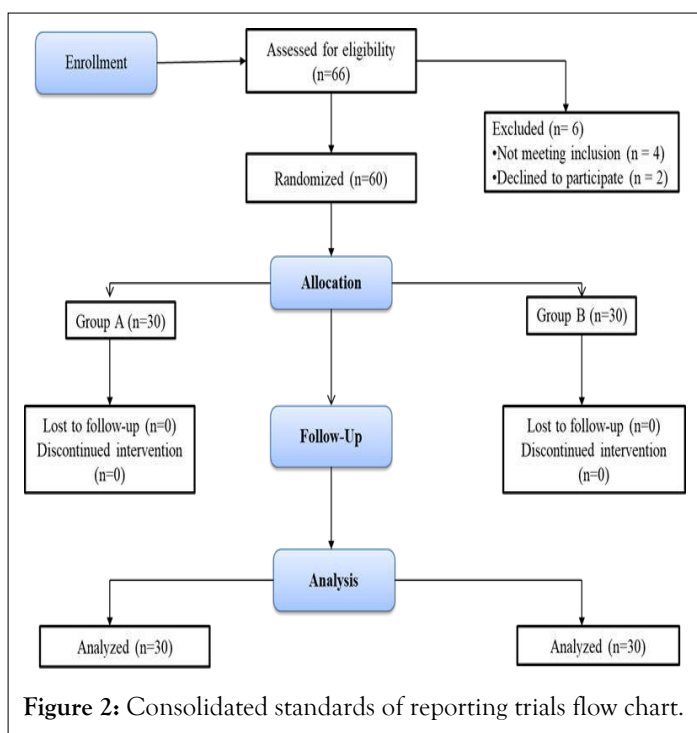 Enrollment
Assessed for eligibility
(n=66)
Excluded (n= 6)
•Not meeting inclusion (n = 4)
•Declined to participate (n = 2)
Randomized (n=60)
Allocation
Group A (n=30)
Group B (n=30)
Lost to follow-up (n=0)
Discontinued intervention
(n=0)
Follow-Up
Lost to follow-up (n=0)
Discontinued intervention
(n=0)
Analysis
Analyzed (n=30)
Analyzed (n=30)
Figure 2: Consolidated standards of reporting trials flow chart.